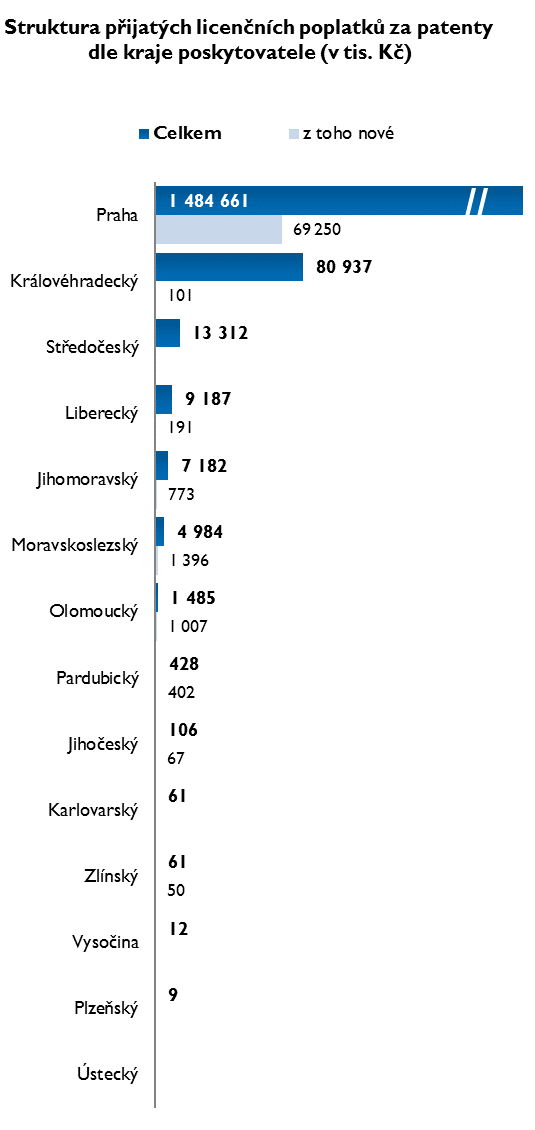 Struktura přijatých licenčních poplatků za patenty
dle kraje poskytovatele (v tis. Kč)
Celkem z toho nové
Praha 1 484 661
69 250
Královéhradecký 80 937
101
Středočeský 13 312
Liberecký 9 187
191
Jihomoravský 7 182
773
Moravskoslezský 4 984
1 396
Olomoucký 1 485
1 007
Pardubický 428
402
Jihočeský 106
67
Karlovarský 61
Zlínský 61
50
Vysočina 12
Plzeňský 9
Ústecký